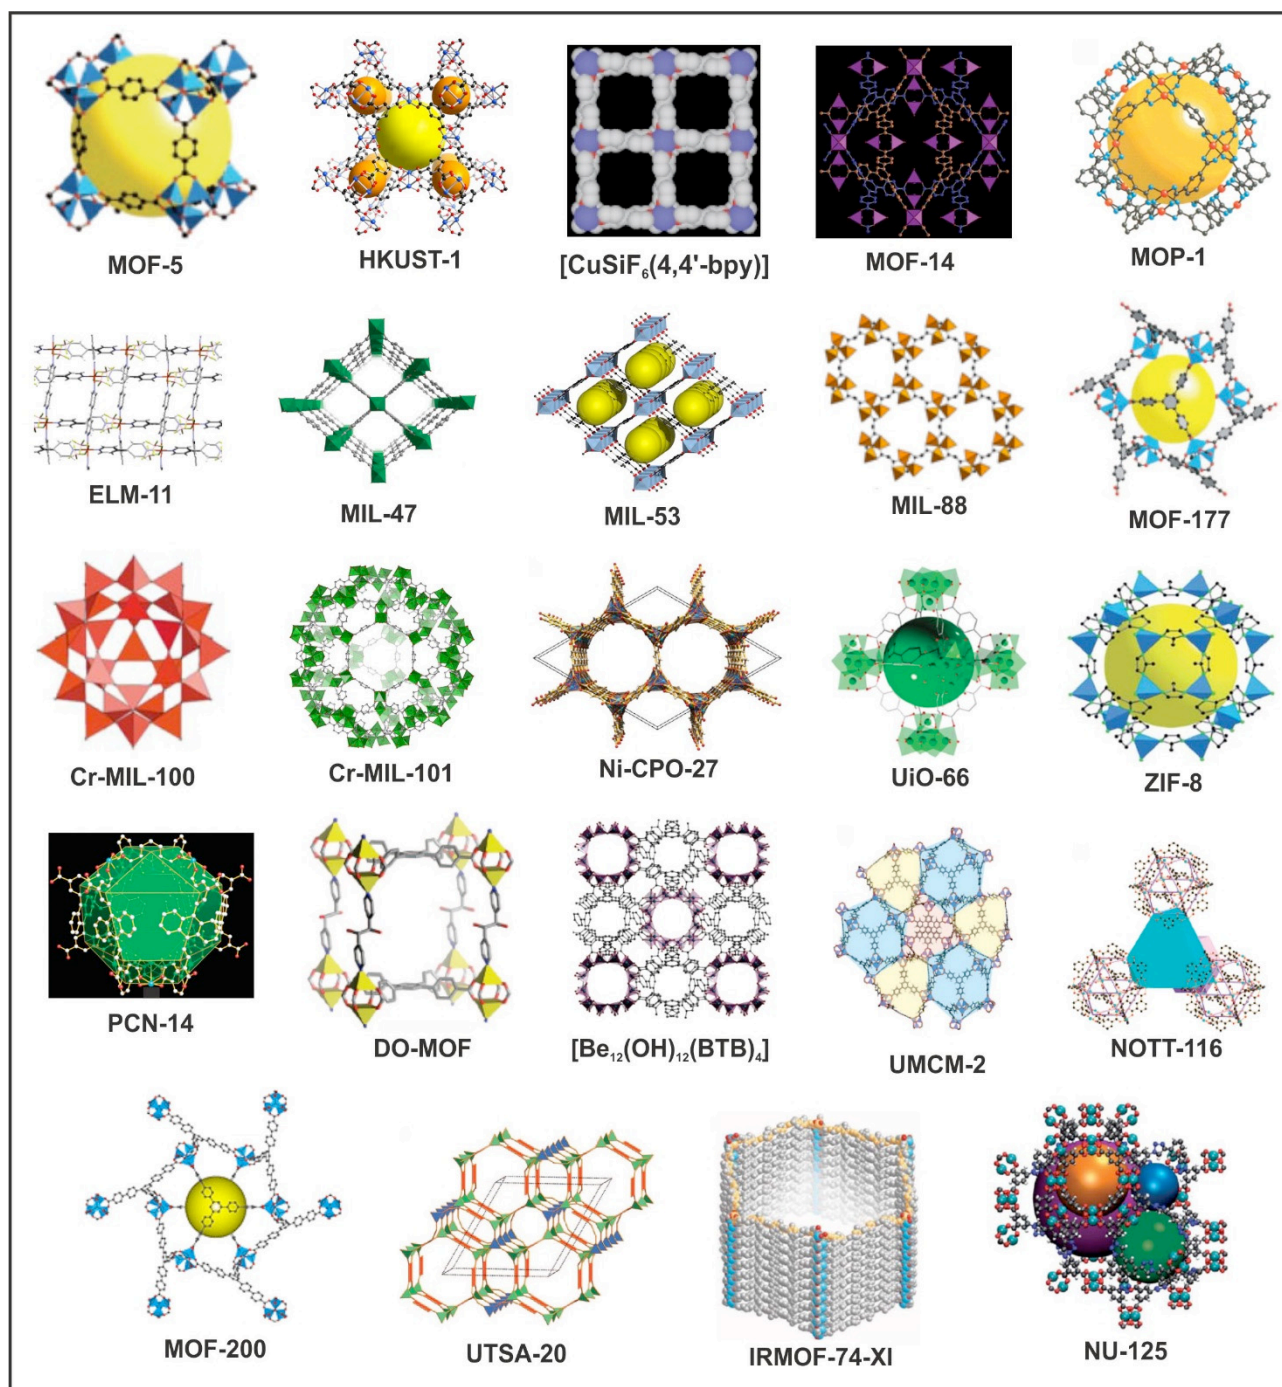 MOF-5
HKUST-1
[CuSiF₆(4,4'-bpy)]
MOF-14
MOP-1
ELM-11
MIL-47
MIL-53
MIL-88
MOF-177
Cr-MIL-100
Cr-MIL-101
Ni-CPO-27
UiO-66
ZIF-8
PCN-14
DO-MOF
[Be₁₂(OH)₁₂(BTB)₄]
UMCM-2
NOTT-116
MOF-200
UTSA-20
IRMOF-74-XI
NU-125